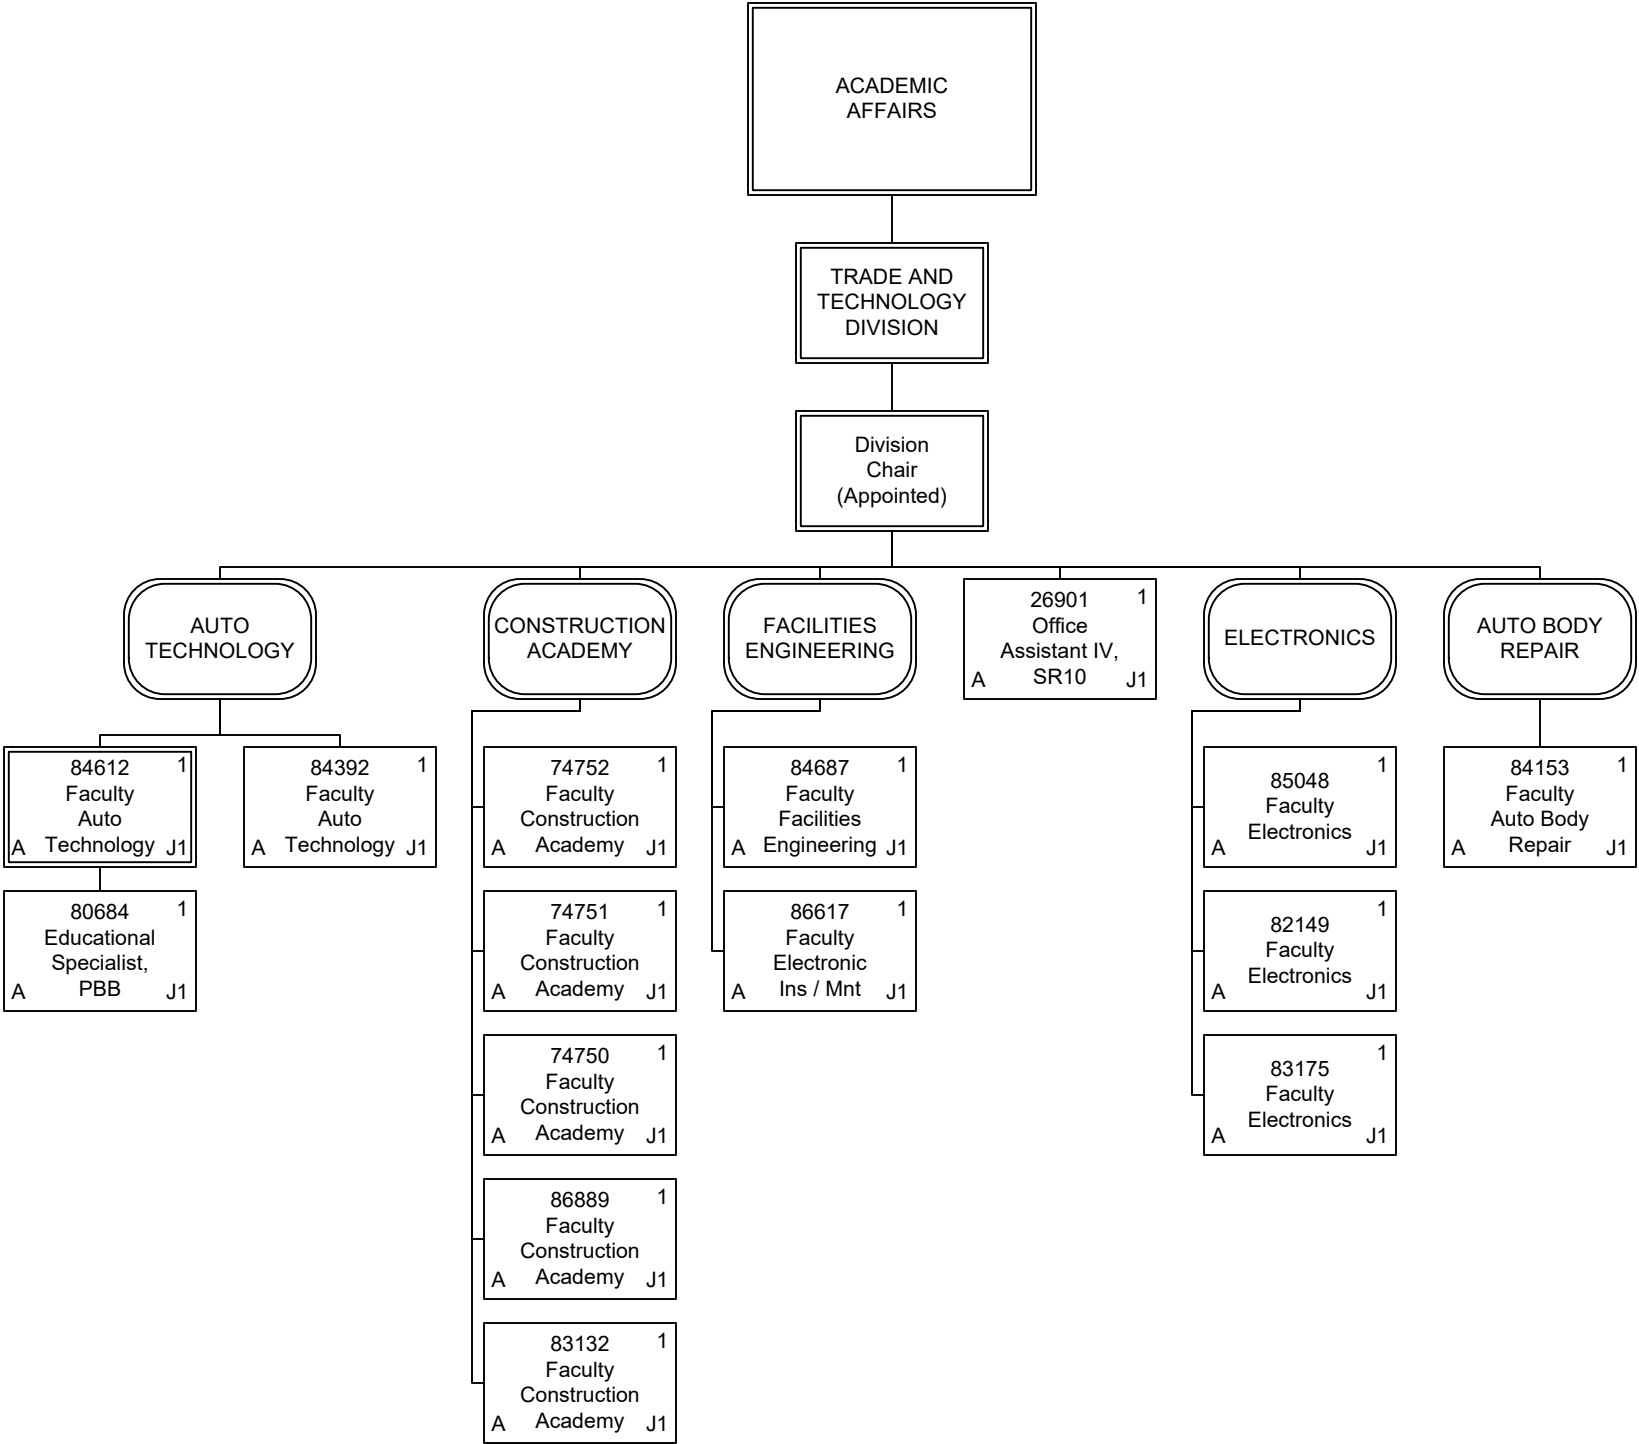 ACADEMIC
AFFAIRS
TRADE AND
TECHNOLOGY
DIVISION
Division
Chair
(Appointed)
AUTO
TECHNOLOGY
CONSTRUCTION
ACADEMY
FACILITIES
ENGINEERING
26901 1
Office
Assistant IV,
A SR10 J1
ELECTRONICS
AUTO BODY
REPAIR
84612 1
Faculty
Auto
A Technology J1
84392 1
Faculty
Auto
A Technology J1
80684 1
Educational
Specialist,
A PBB J1
74752 1
Faculty
Construction
A Academy J1
74751 1
Faculty
Construction
A Academy J1
74750 1
Faculty
Construction
A Academy J1
86889 1
Faculty
Construction
A Academy J1
83132 1
Faculty
Construction
A Academy J1
84687 1
Faculty
Facilities
A Engineering J1
86617 1
Faculty
Electronic
A Ins / Mnt J1
1
85048
Faculty
Electronics
A J1
1
82149
Faculty
Electronics
A J1
1
83175
Faculty
Electronics
A J1
84153 1
Faculty
Auto Body
A Repair J1